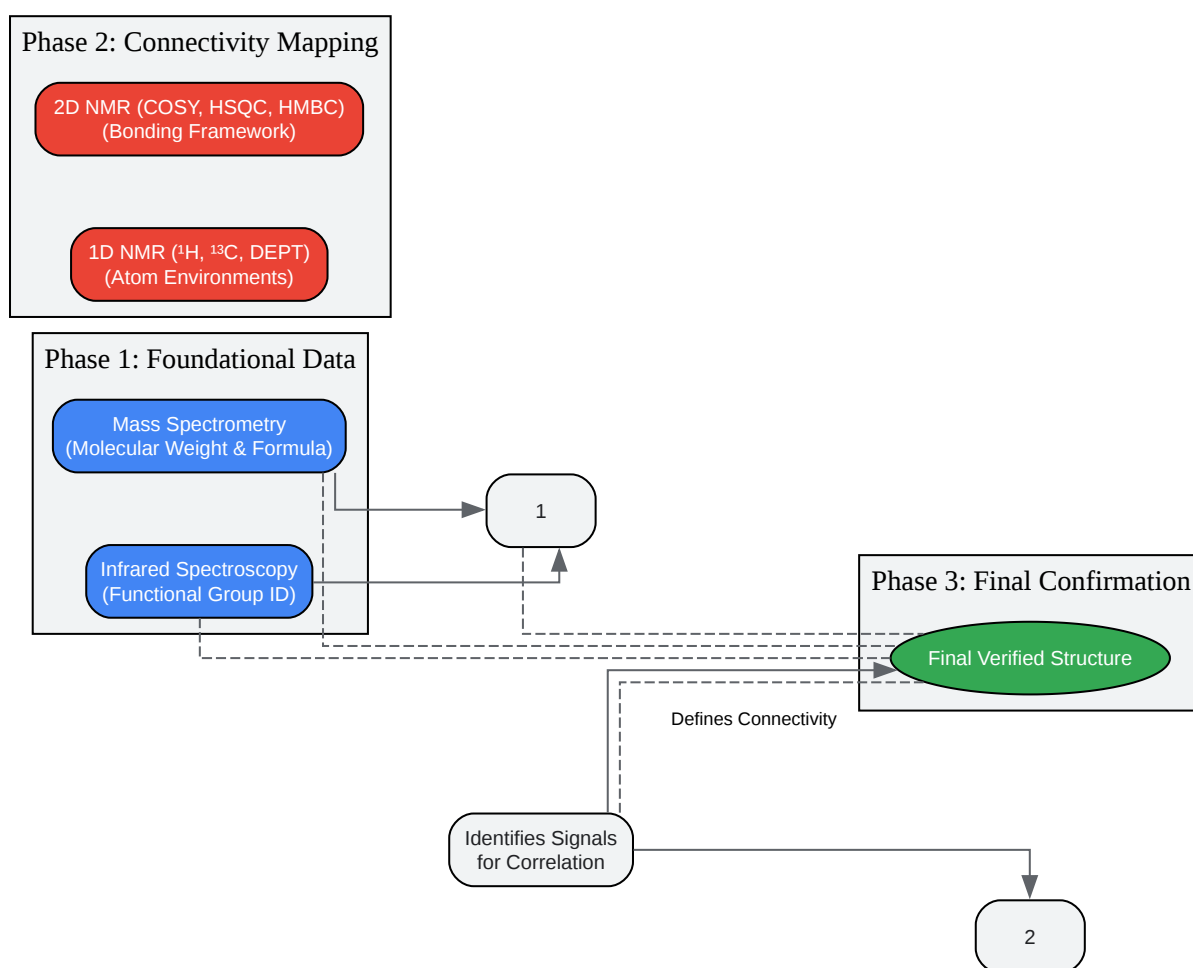 Phase 2: Connectivity Mapping
2D NMR (COSY, HSQC, HMBC)
(Bonding Framework)
1D NMR (¹H, ¹³C, DEPT)
(Atom Environments)
Phase 1: Foundational Data
Mass Spectrometry
(Molecular Weight & Formula)
1
Infrared Spectroscopy
(Functional Group ID)
Phase 3: Final Confirmation
Final Verified Structure
Defines Connectivity
Identifies Signals
for Correlation
2